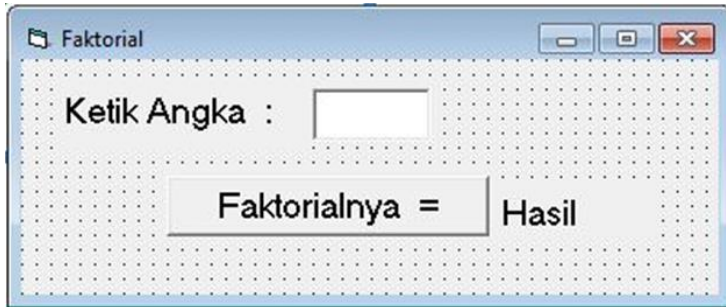 Faktorial
Ketik Angka :
Faktorialnya = Hasil